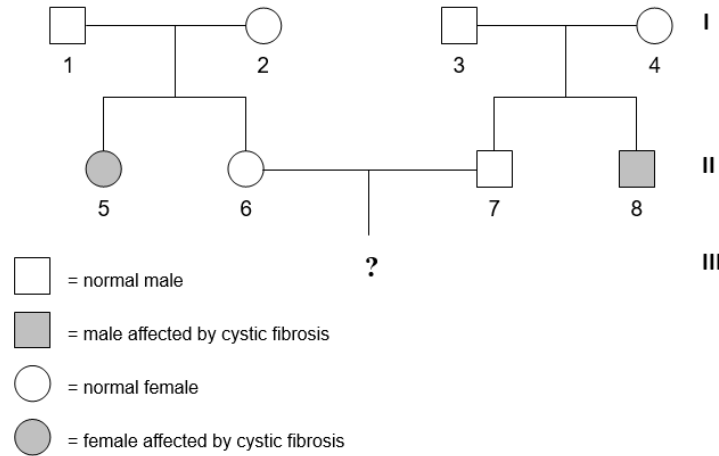 I
1 2 3 4
II
5 6 7 8
?
III
= normal male
= male affected by cystic fibrosis
= normal female
= female affected by cystic fibrosis